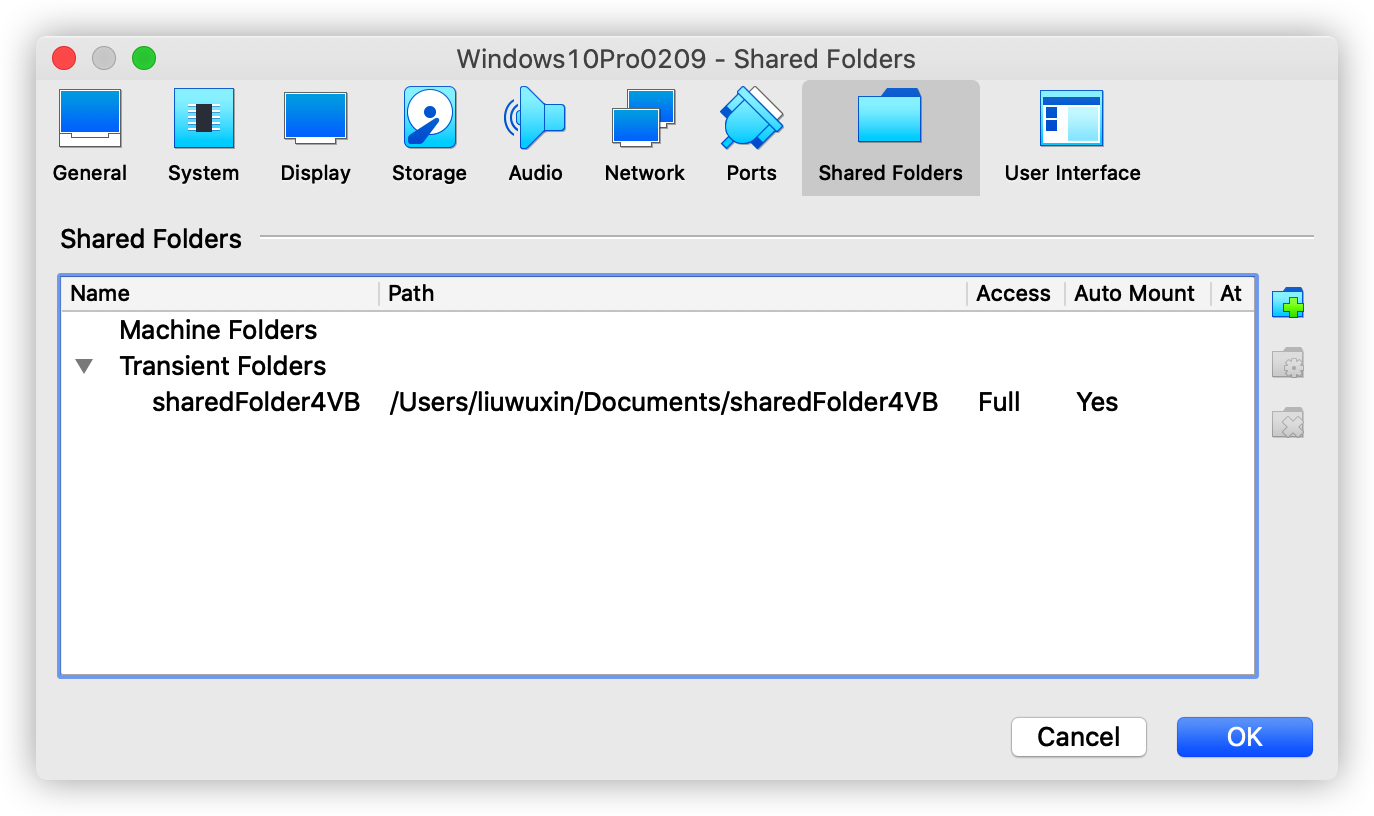 Windows10Pro0209 - Shared Folders
General System Display Storage Audio Network Ports Shared Folders User Interface
Shared Folders
Name Path Access Auto Mount At
Machine Folders
Transient Folders
sharedFolder4VB /Users/liuwuxin/Documents/sharedFolder4VB Full Yes
Cancel OK